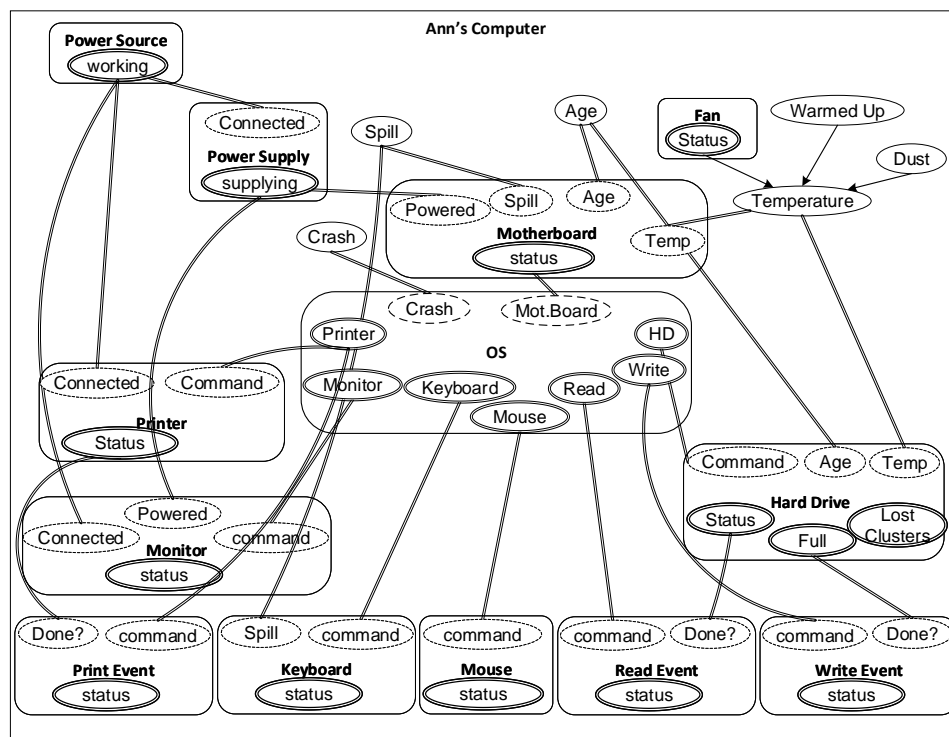 Ann's Computer
Power Source
working
Connected
Power Supply
supplying
Spill
Age
Fan
Status
Warmed Up
Dust
Temperature
Powered
Spill
Age
Motherboard
status
Temp
Crash
Crash
Mot.Board
Printer
OS
HD
Monitor
Keyboard
Mouse
Read
Write
Connected
Command
Printer
Status
Command
Age
Temp
Hard Drive
Status
Full
Lost
Clusters
Powered
Connected
command
Monitor
status
Done?
command
Print Event
status
Spill
command
Keyboard
status
command
Mouse
status
command
Done?
Read Event
status
command
Done?
Write Event
status